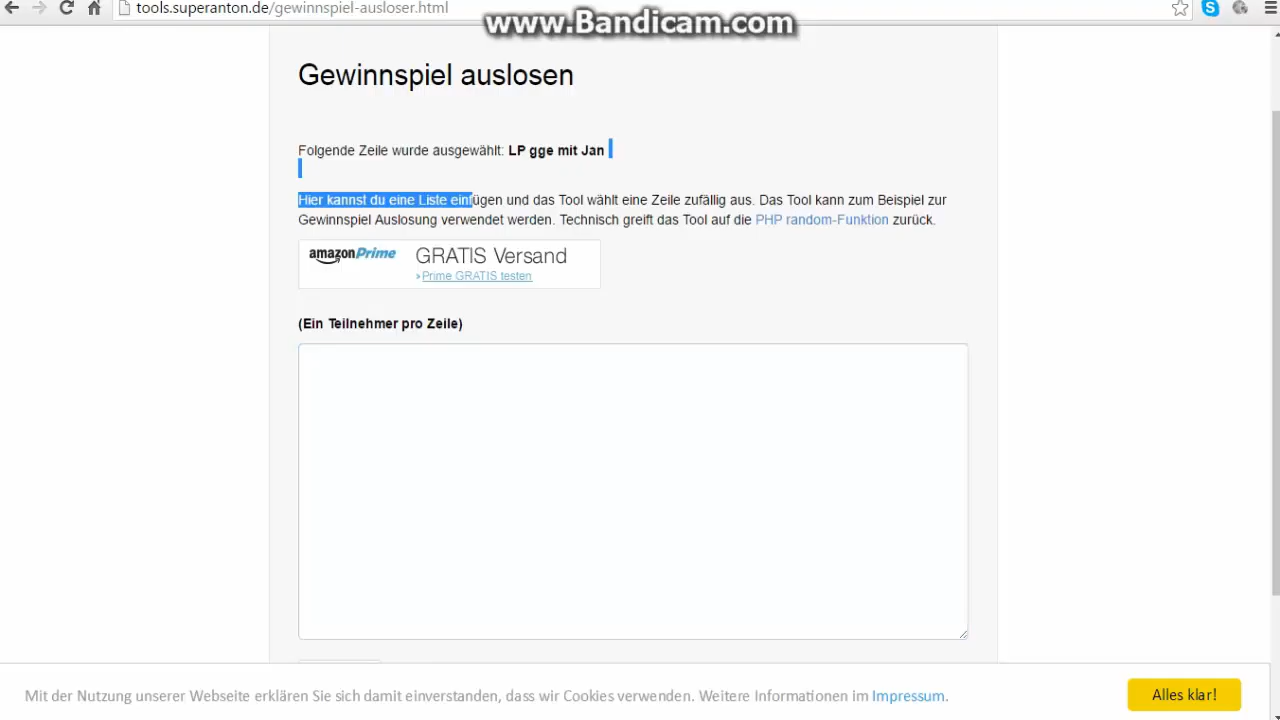 tools.superanton.de/gewinnspiel-ausloser.html
www.Bandicam.com
Gewinnspiel auslosen
Folgende Zeile wurde ausgewählt: LP gge mit Jan
Hier kannst du eine Liste einfügen und das Tool wählt eine Zeile zufällig aus. Das Tool kann zum Beispiel zur
Gewinnspiel Auslosung verwendet werden. Technisch greift das Tool auf die PHP random-Funktion zurück.
amazonPrime GRATIS Versand
»Prime GRATIS testen
(Ein Teilnehmer pro Zeile)
Mit der Nutzung unserer Webseite erklären Sie sich damit einverstanden, dass wir Cookies verwenden. Weitere Informationen im Impressum. Alles klar!